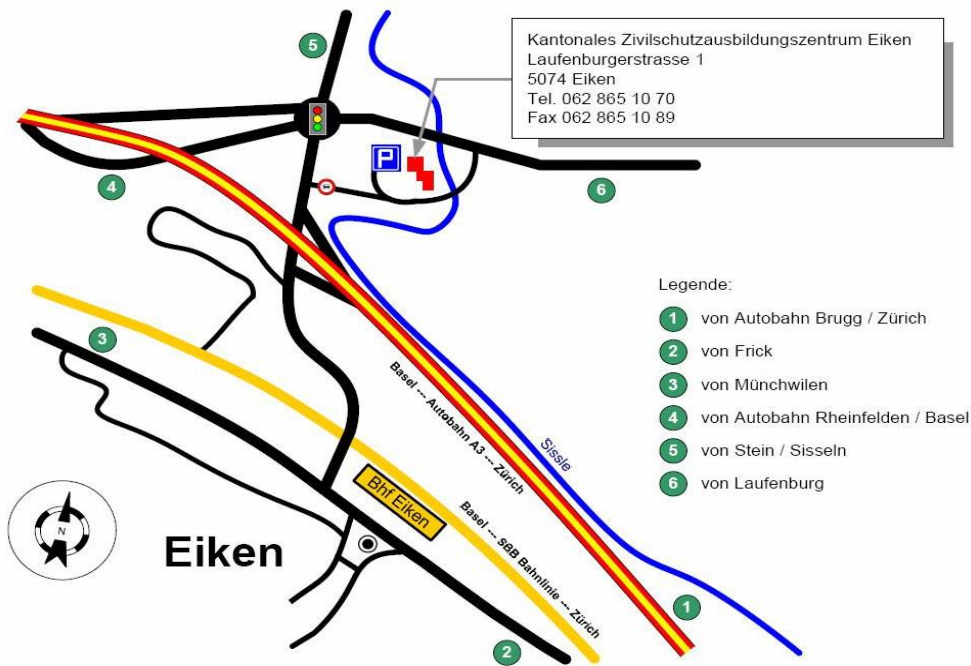 Kantonales Zivilschutzausbildungszentrum Eiken
Laufenburgerstrasse 1
5074 Eiken
Tel. 062 865 10 70
Fax 062 865 10 89
5
P
4
6
Legende:
1 von Autobahn Brugg / Zürich
2 von Frick
3 von Münchwilen
4 von Autobahn Rheinfelden / Basel
5 von Stein / Sisseln
6 von Laufenburg
3
Basel --- Autobahn A3 --- Zürich
Sissle
Bhf Eiken
Basel --- SBB Bahnlinie --- Zürich
N
Eiken
1
2